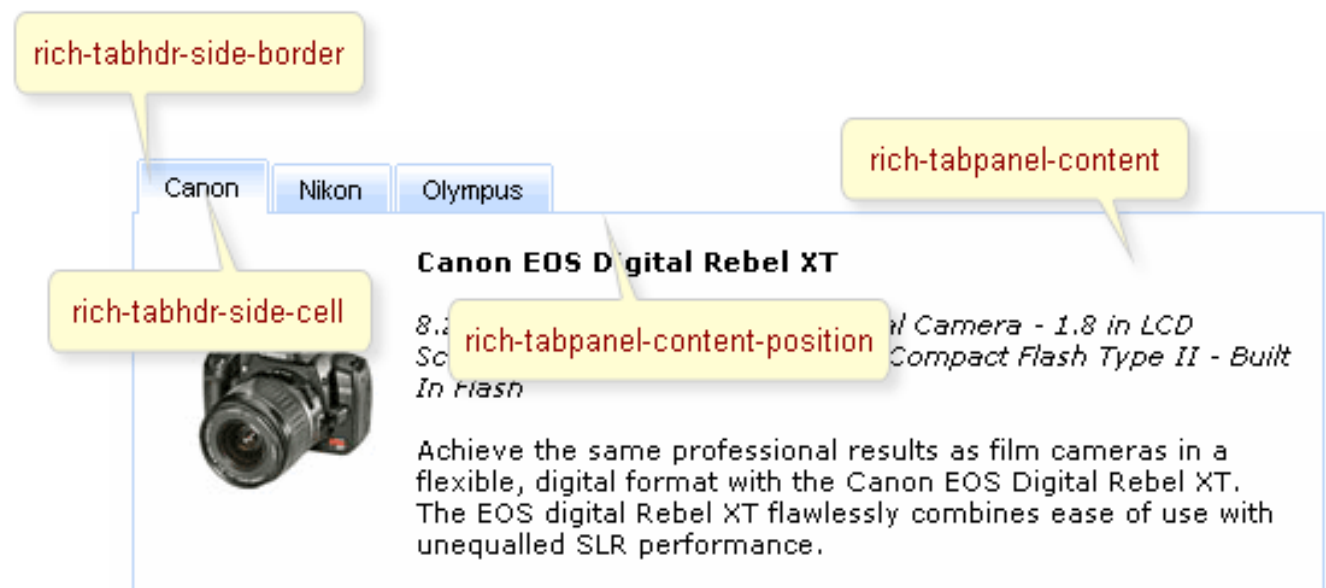 rich-tabhdr-side-border
rich-tabpanel-content
Canon Nikon Olympus
Canon EOS Digital Rebel XT
rich-tabhdr-side-cell
rich-tabpanel-content-position
Camera - 1.8 in LCD
Compact Flash Type II - Built
In Flash
Achieve the same professional results as film cameras in a
flexible, digital format with the Canon EOS Digital Rebel XT.
The EOS digital Rebel XT flawlessly combines ease of use with
unequalled SLR performance.